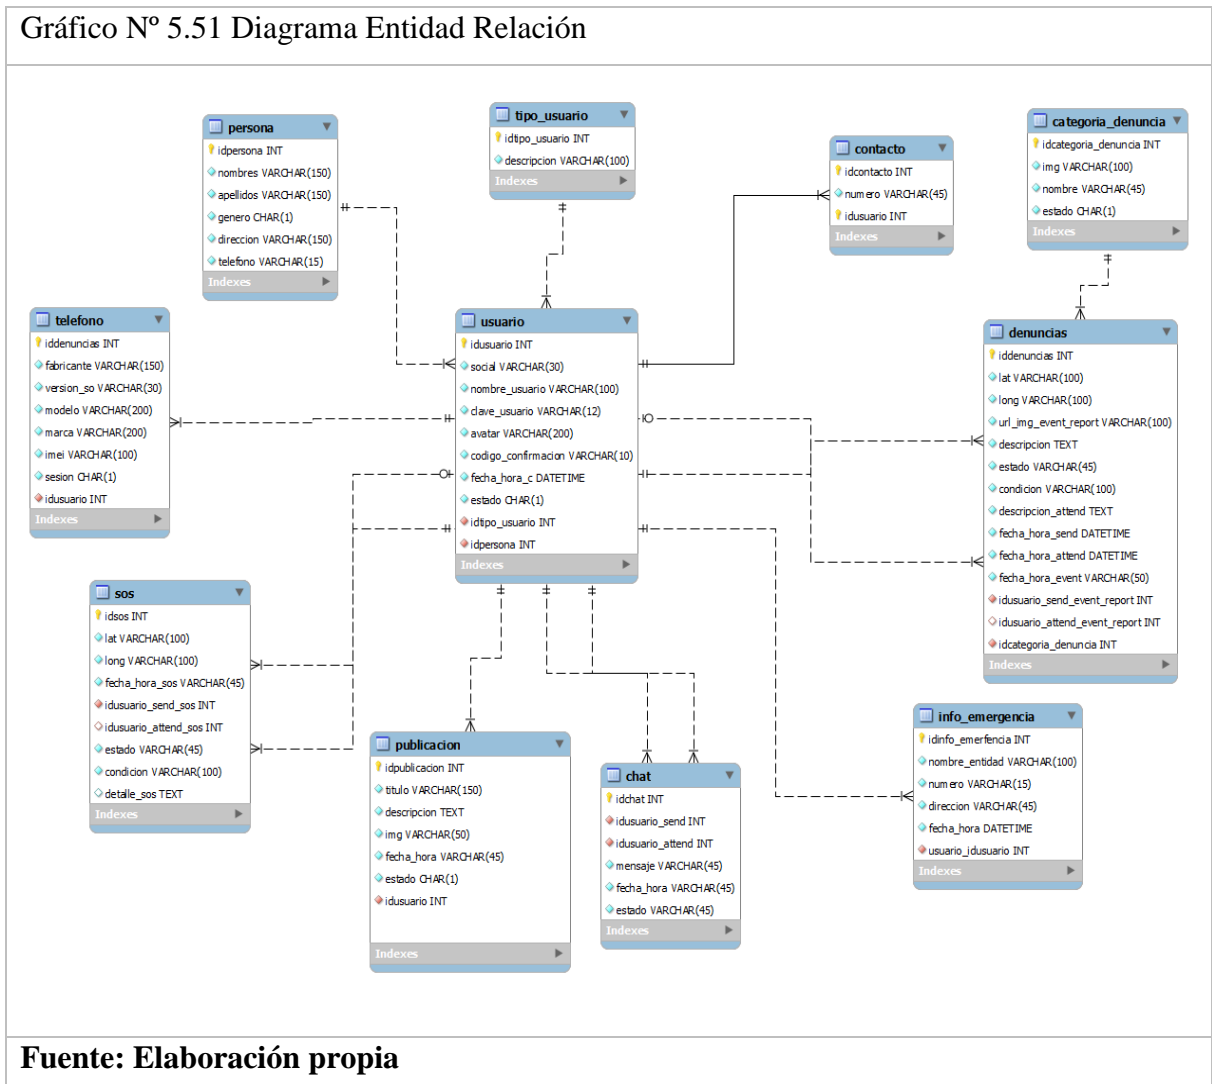 Gráfico Nº 5.51 Diagrama Entidad Relación
persona
idpersona INT
nombres VARCHAR(150)
apellidos VARCHAR(150)
genero CHAR(1)
direccion VARCHAR(150)
telefono VARCHAR(15)
Indexes
tipo_usuario
idtipo_usuario INT
descripcion VARCHAR(100)
Indexes
contacto
idcontacto INT
numero VARCHAR(45)
idusuario INT
Indexes
categoria_denuncia
idcategoria_denuncia INT
img VARCHAR(100)
nombre VARCHAR(45)
estado CHAR(1)
Indexes
telefono
iddenuncias INT
fabricante VARCHAR(150)
version_so VARCHAR(30)
modelo VARCHAR(200)
marca VARCHAR(200)
imei VARCHAR(100)
sesion CHAR(1)
idusuario INT
Indexes
usuario
idusuario INT
social VARCHAR(30)
nombre_usuario VARCHAR(100)
clave_usuario VARCHAR(12)
avatar VARCHAR(200)
codigo_confirmacion VARCHAR(10)
fecha_hora_c DATETIME
estado CHAR(1)
idtipo_usuario INT
idpersona INT
Indexes
denuncias
iddenuncias INT
lat VARCHAR(100)
long VARCHAR(100)
url_img_event_report VARCHAR(100)
descripcion TEXT
estado VARCHAR(45)
condicion VARCHAR(100)
descripcion_attend TEXT
fecha_hora_send DATETIME
fecha_hora_attend DATETIME
fecha_hora_event VARCHAR(50)
idusuario_send_event_report INT
idusuario_attend_event_report INT
idcategoria_denuncia INT
Indexes
sos
idsos INT
lat VARCHAR(100)
long VARCHAR(100)
fecha_hora_sos VARCHAR(45)
idusuario_send_sos INT
idusuario_attend_sos INT
estado VARCHAR(45)
condicion VARCHAR(100)
detalle_sos TEXT
Indexes
publicacion
idpublicacion INT
titulo VARCHAR(150)
descripcion TEXT
img VARCHAR(50)
fecha_hora VARCHAR(45)
estado CHAR(1)
idusuario INT
Indexes
chat
idchat INT
idusuario_send INT
idusuario_attend INT
mensaje VARCHAR(45)
fecha_hora VARCHAR(45)
estado VARCHAR(45)
Indexes
info_emergencia
idinfo_emerfencia INT
nombre_entidad VARCHAR(100)
numero VARCHAR(15)
direccion VARCHAR(45)
fecha_hora DATETIME
usuario_idusuario INT
Indexes
Fuente: Elaboración propia